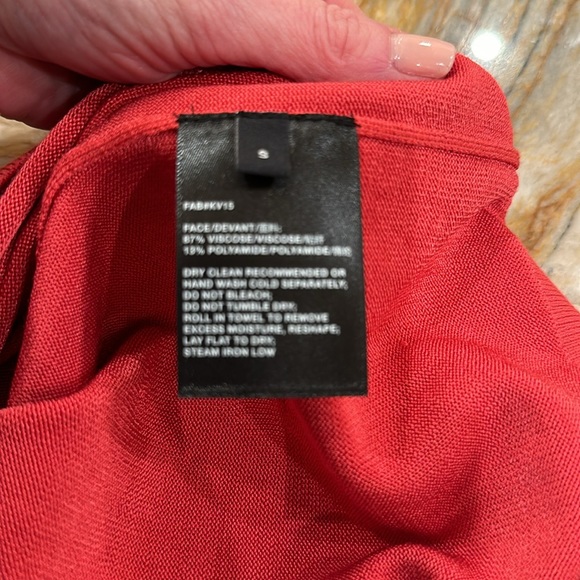 S
FAB#KV15
FACE/DEVANT/面料:
87% VISCOSE/VISCOSE/粘纤
13% POLYAMIDE/POLYAMIDE/锦纶
DRY CLEAN RECOMMENDED OR
HAND WASH COLD SEPARATELY;
DO NOT BLEACH;
DO NOT TUMBLE DRY;
ROLL IN TOWEL TO REMOVE
EXCESS MOISTURE, RESHAPE;
LAY FLAT TO DRY;
STEAM IRON LOW